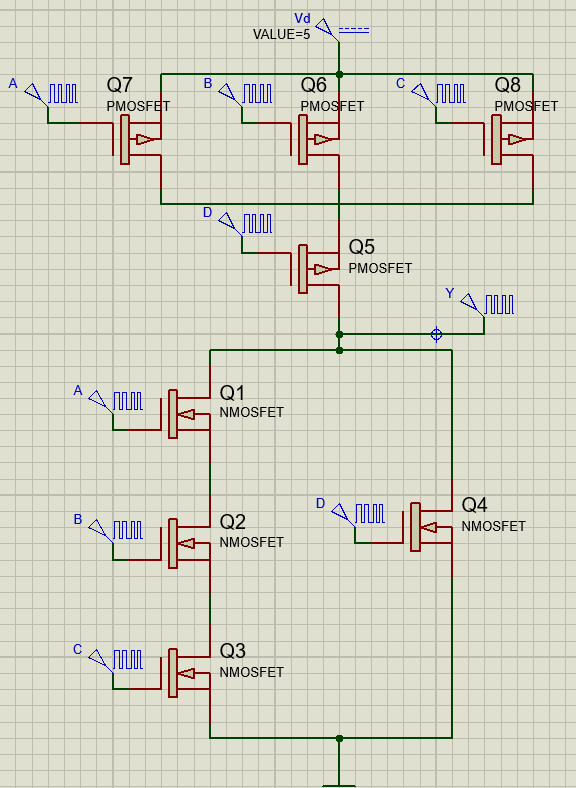 Vd
VALUE=5
A
Q7
PMOSFET
B
Q6
PMOSFET
C
Q8
PMOSFET
D
Q5
PMOSFET
Y
A
Q1
NMOSFET
B
Q2
NMOSFET
D
Q4
NMOSFET
C
Q3
NMOSFET